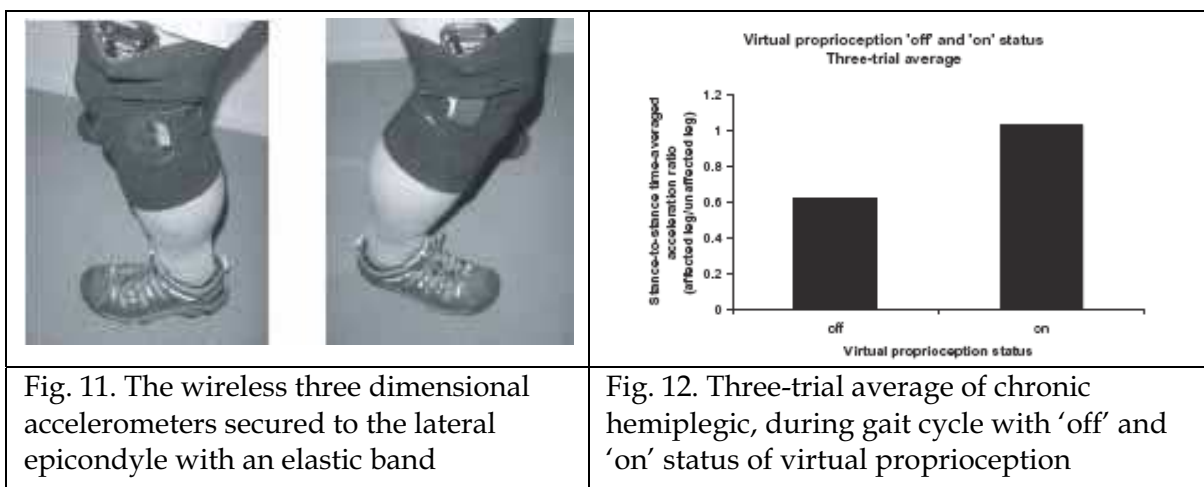 Virtual proprioception 'off' and 'on' status
Three-trial average
Stance-to-stance time-averaged
acceleration ratio
(affected leg/unaffected leg)
1.2
1
0.8
0.6
0.4
0.2
0
off
on
Virtual proprioception status
Fig. 11. The wireless three dimensional
accelerometers secured to the lateral
epicondyle with an elastic band
Fig. 12. Three-trial average of chronic
hemiplegic, during gait cycle with ‘off’ and
‘on’ status of virtual proprioception